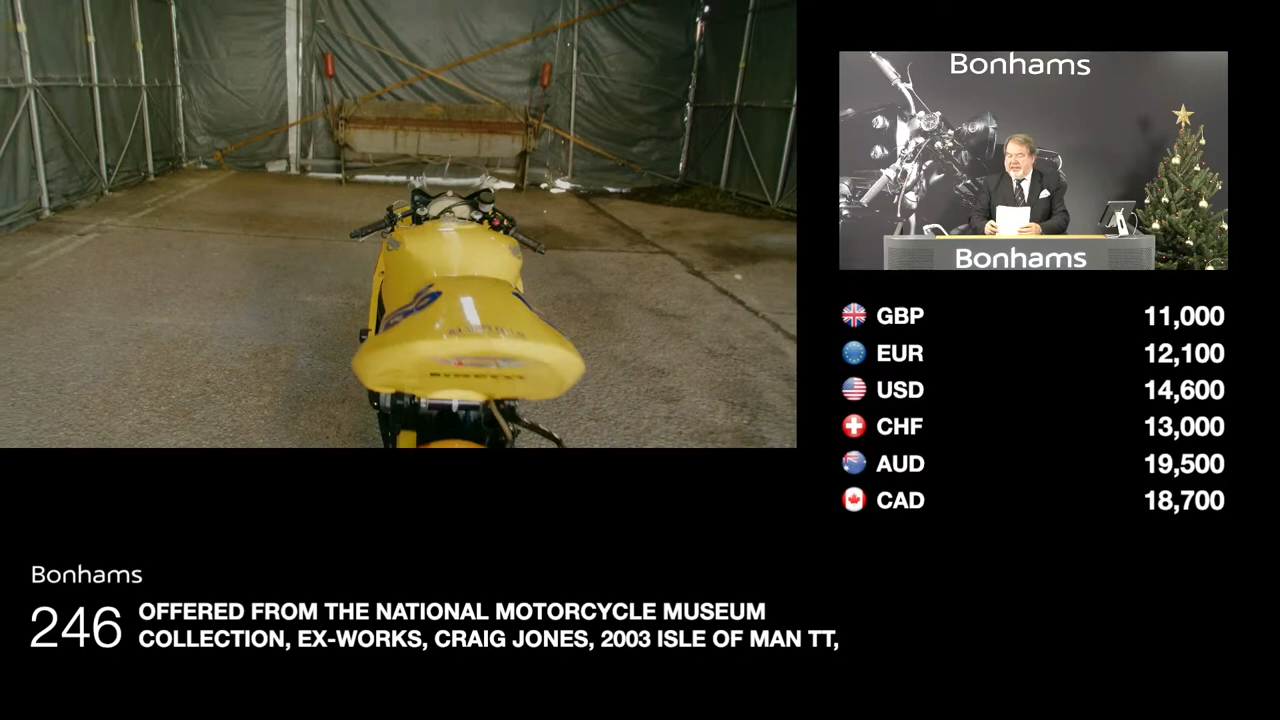 PIRELLI
Bonhams
Bonhams
GBP 11,000
EUR 12,100
USD 14,600
CHF 13,000
AUD 19,500
CAD 18,700
Bonhams
246
OFFERED FROM THE NATIONAL MOTORCYCLE MUSEUM
COLLECTION, EX-WORKS, CRAIG JONES, 2003 ISLE OF MAN TT,